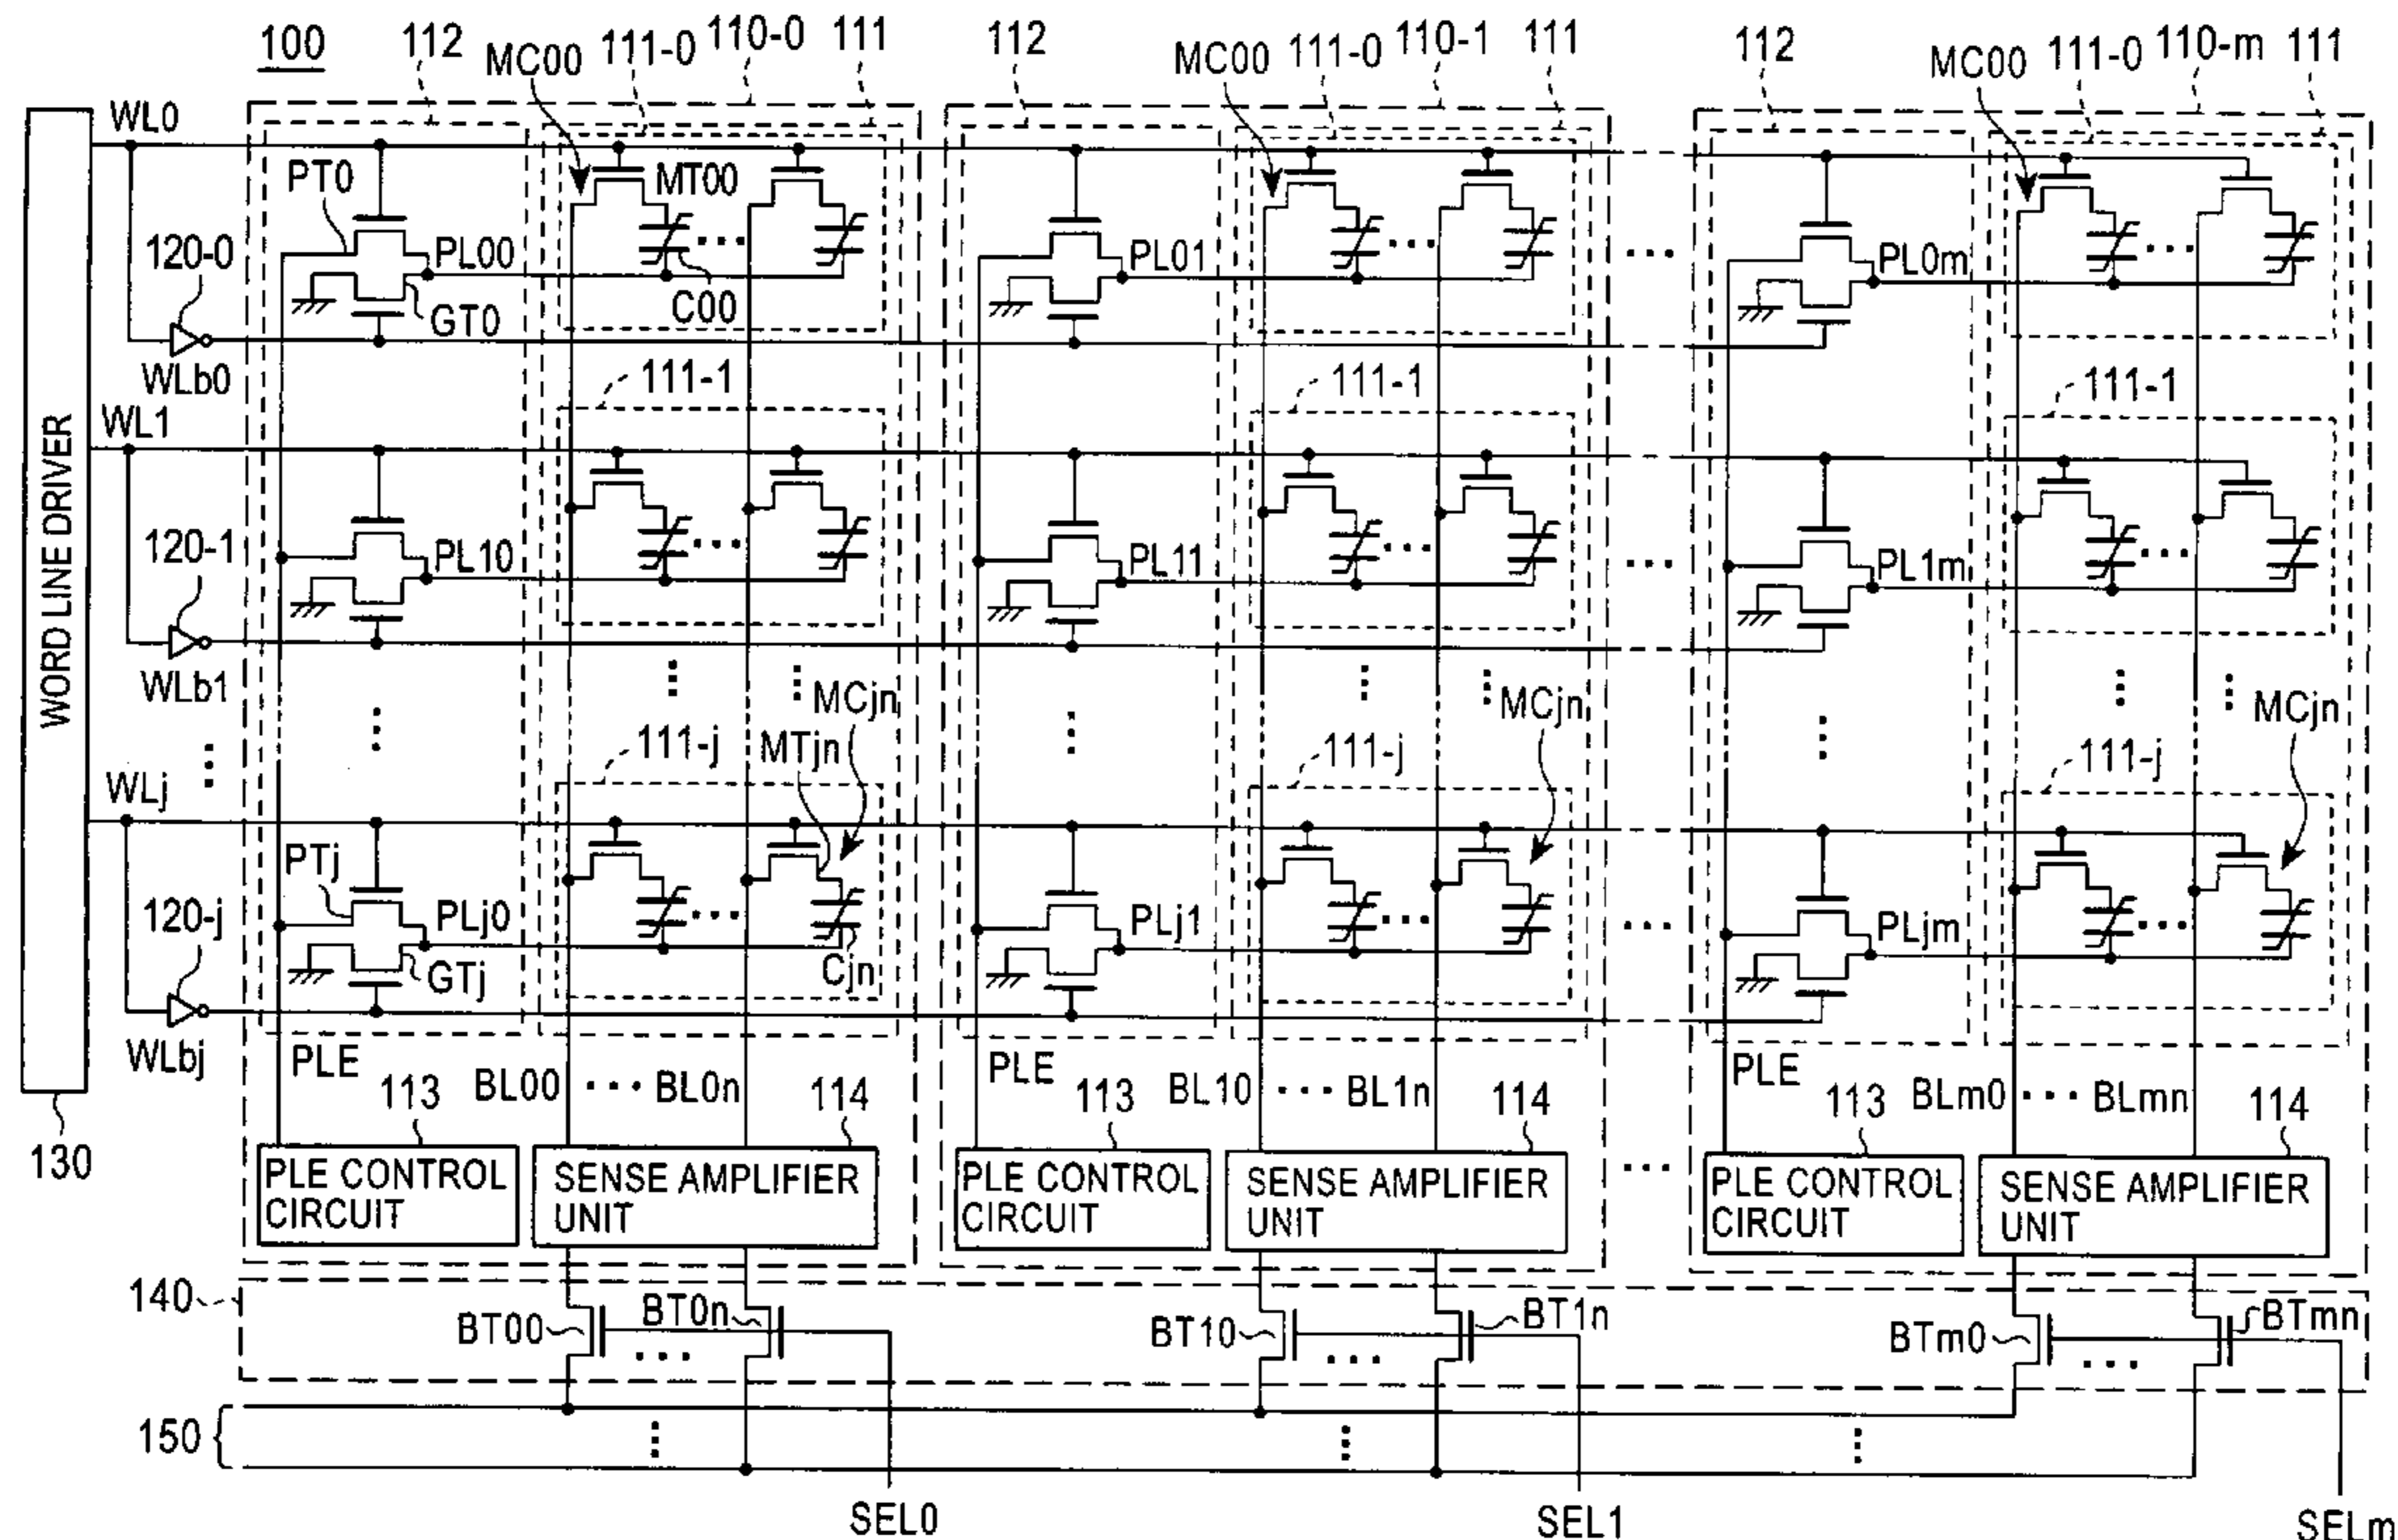 100
112
MC00
111-0
110-0
111
112
MC00
111-0
110-1
111
112
MC00
111-0
110-m
111
WL0
PT0
MT00
120-0
PL00
PL01
PL0m
GT0
C00
WLb0
111-1
111-1
111-1
WL1
120-1
PL10
PL11
PL1m
WORD LINE DRIVER
WLb1
MCjn
MCjn
MCjn
MTjn
111-j
111-j
111-j
WLj
PTj
120-j
PLj0
PLj1
PLjm
GTj
Cjn
WLbj
PLE
PLE
PLE
113
BL00 ··· BL0n
114
113
BL10 ··· BL1n
114
113
BLm0 ··· BLmn
114
130
PLE CONTROL
CIRCUIT
SENSE AMPLIFIER
UNIT
PLE CONTROL
CIRCUIT
SENSE AMPLIFIER
UNIT
PLE CONTROL
CIRCUIT
SENSE AMPLIFIER
UNIT
140
BT00
BT0n
BT10
BT1n
BTm0
BTmn
150
SEL0
SEL1
SELm